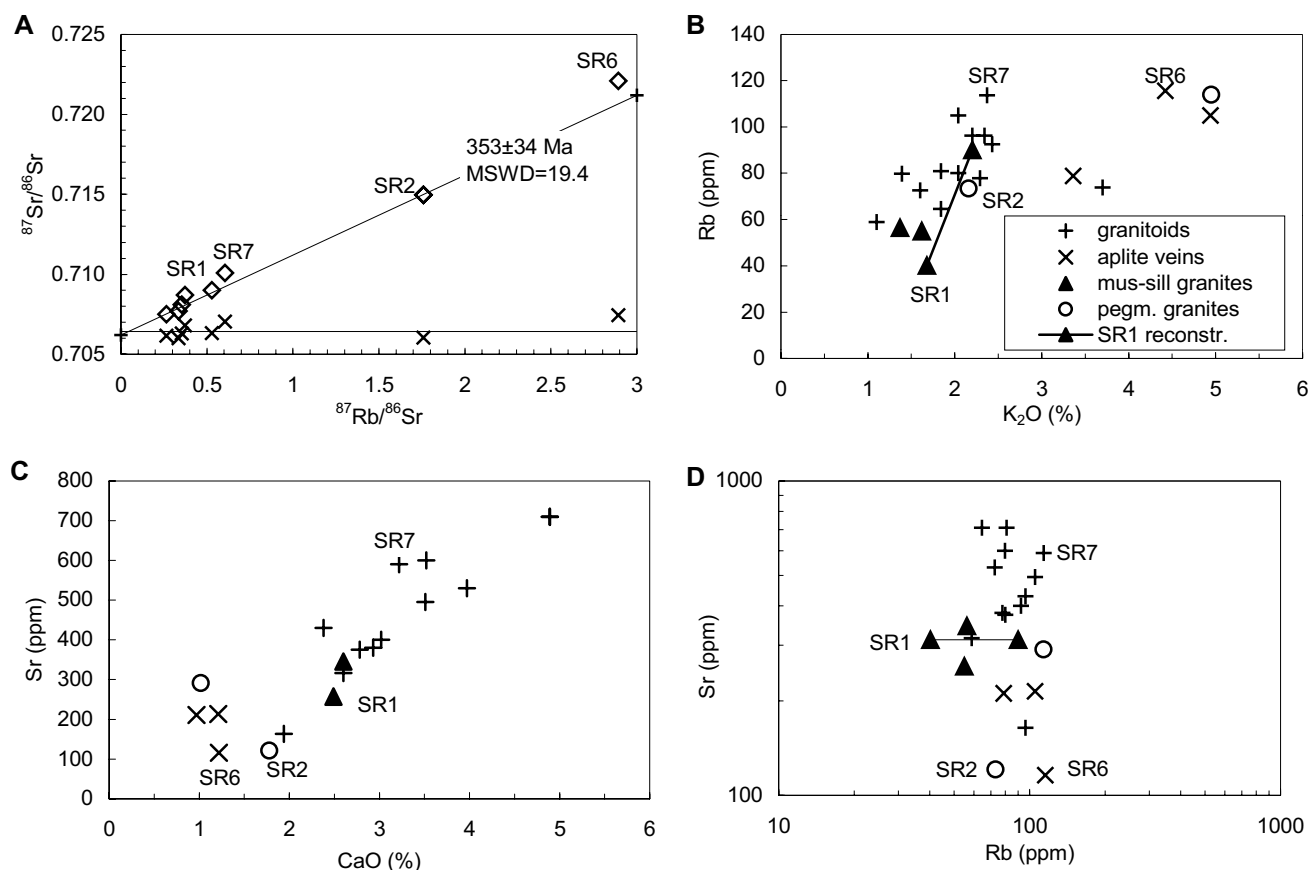 A
0.725
0.720
0.715
0.710
0.705
⁸⁷Sr/⁸⁶Sr
SR6
353±34 Ma
MSWD=19.4
SR2
SR7
SR1
0 0.5 1 1.5 2 2.5 3
⁸⁷Rb/⁸⁶Sr
B
140
120
100
80
60
40
20
0
Rb (ppm)
SR7
SR6
SR2
SR1
granitoids
aplite veins
mus-sill granites
pegm. granites
SR1 reconstr.
0 1 2 3 4 5 6
K₂O (%)
C
800
700
600
500
400
300
200
100
0
Sr (ppm)
SR7
SR1
SR6
SR2
0 1 2 3 4 5 6
CaO (%)
D
1000
100
Sr (ppm)
SR7
SR1
SR2
SR6
10 100 1000
Rb (ppm)